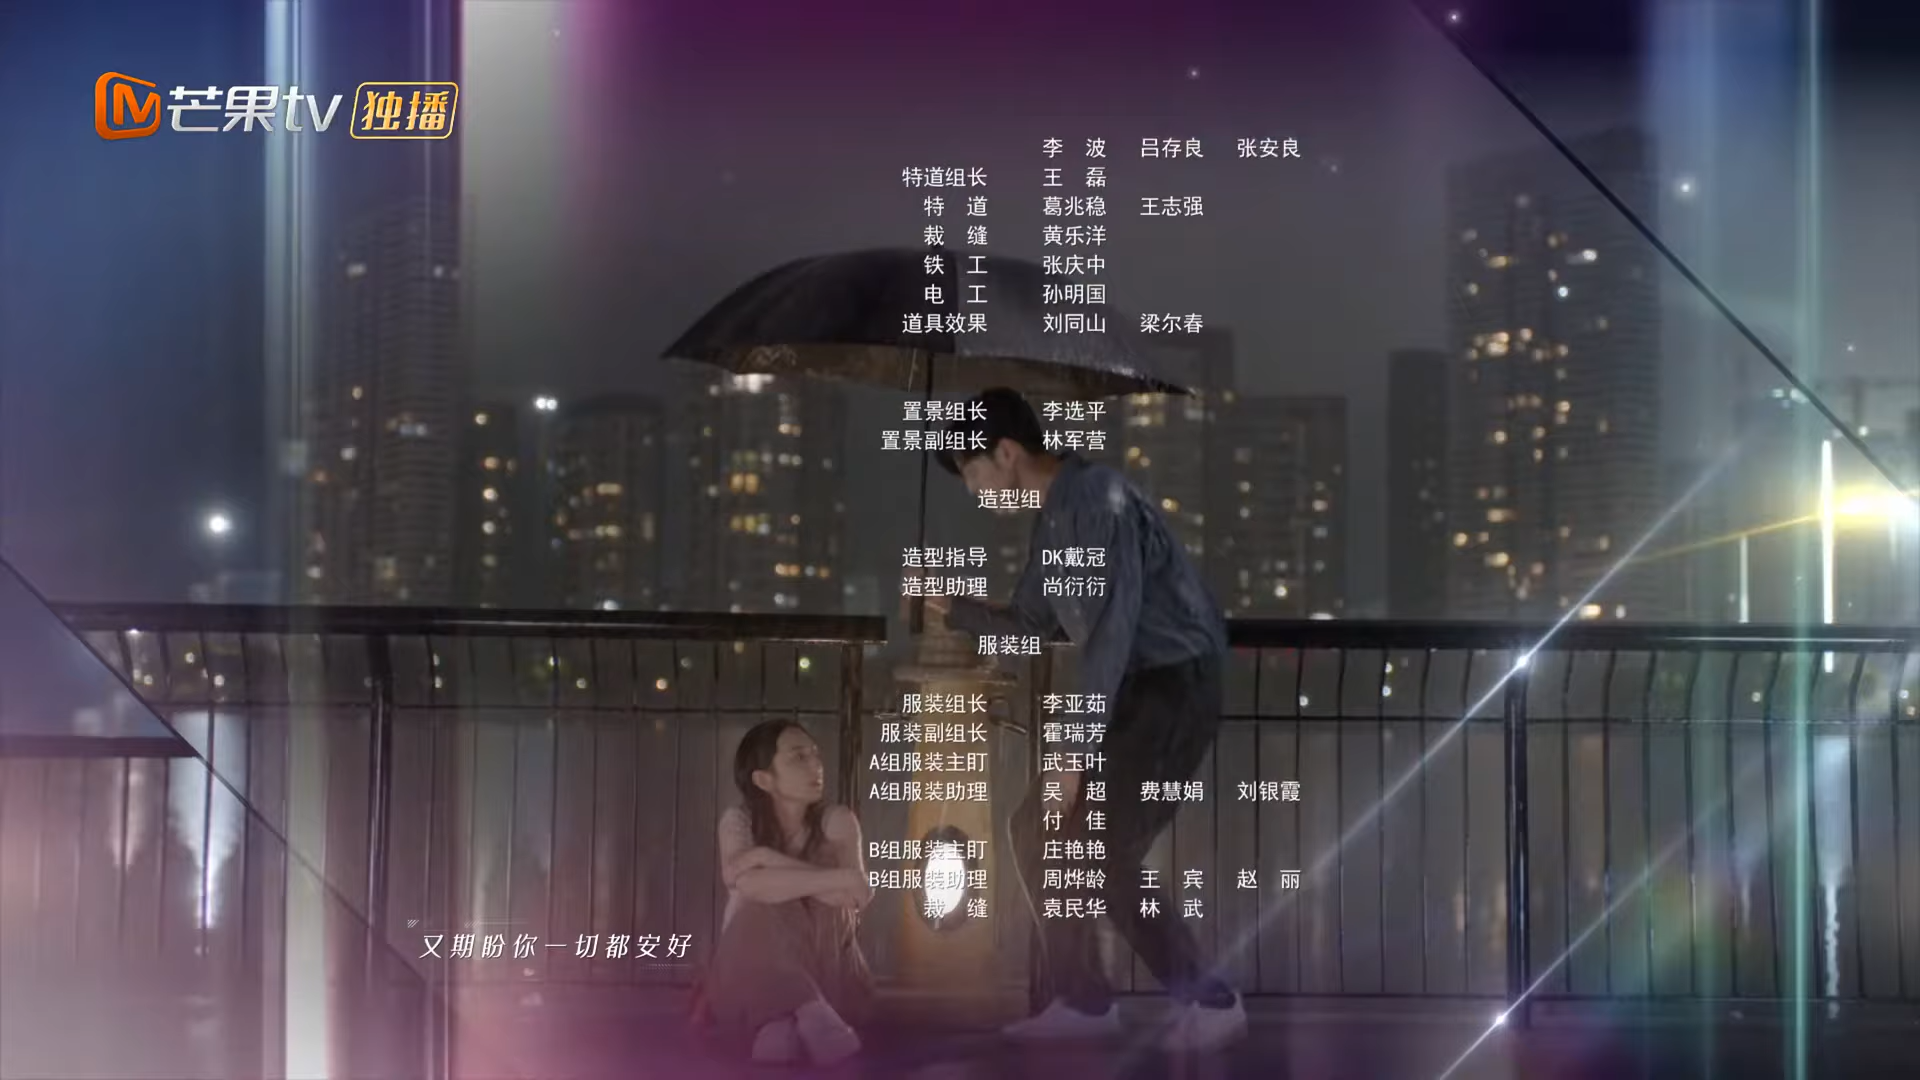 芒果tv 独播
李 波 吕存良 张安良
特道组长 王 磊
特 道 葛兆稳 王志强
裁 缝 黄乐洋
铁 工 张庆中
电 工 孙明国
道具效果 刘同山 梁尔春
置景组长 李选平
置景副组长 林军营
造型组
造型指导 DK戴冠
造型助理 尚衍衍
服装组
服装组长 李亚茹
服装副组长 霍瑞芳
A组服装主盯 武玉叶
A组服装助理 吴 超 费慧娟 刘银霞
付 佳
B组服装主盯 庄艳艳
B组服装助理 周烨龄 王 宾 赵 丽
裁 缝 袁民华 林 武
又期盼你一切都安好